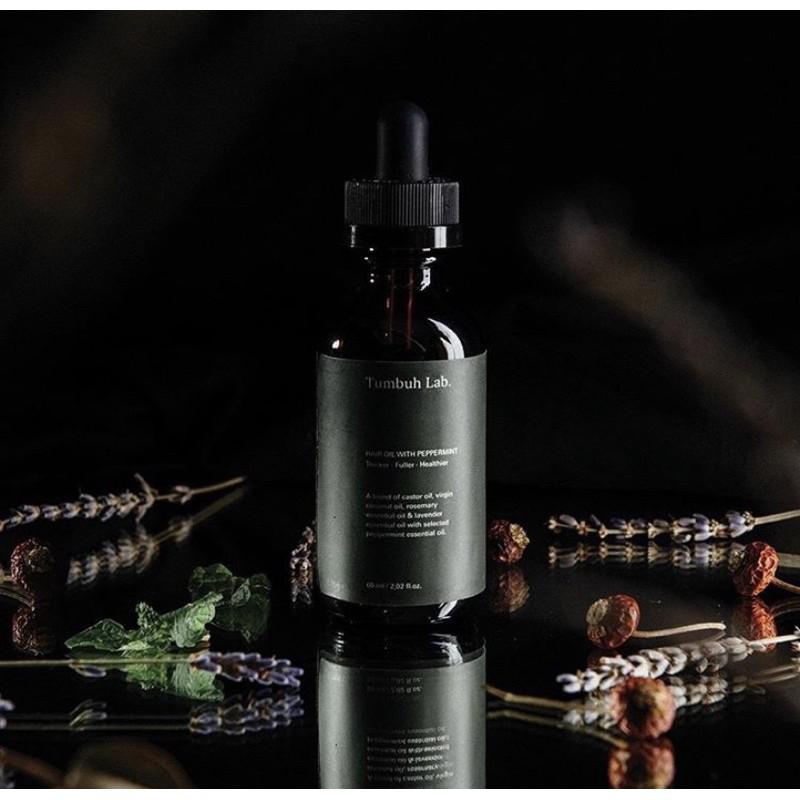 Tumbuh Lab.
HAIR OIL WITH PEPPERMINT
Thicker · Fuller · Healthier
A blend of castor oil, virgin
coconut oil, rosemary
essential oil & lavender
essential oil with selected
peppermint essential oil.
60 ml / 2,02 fl.oz.